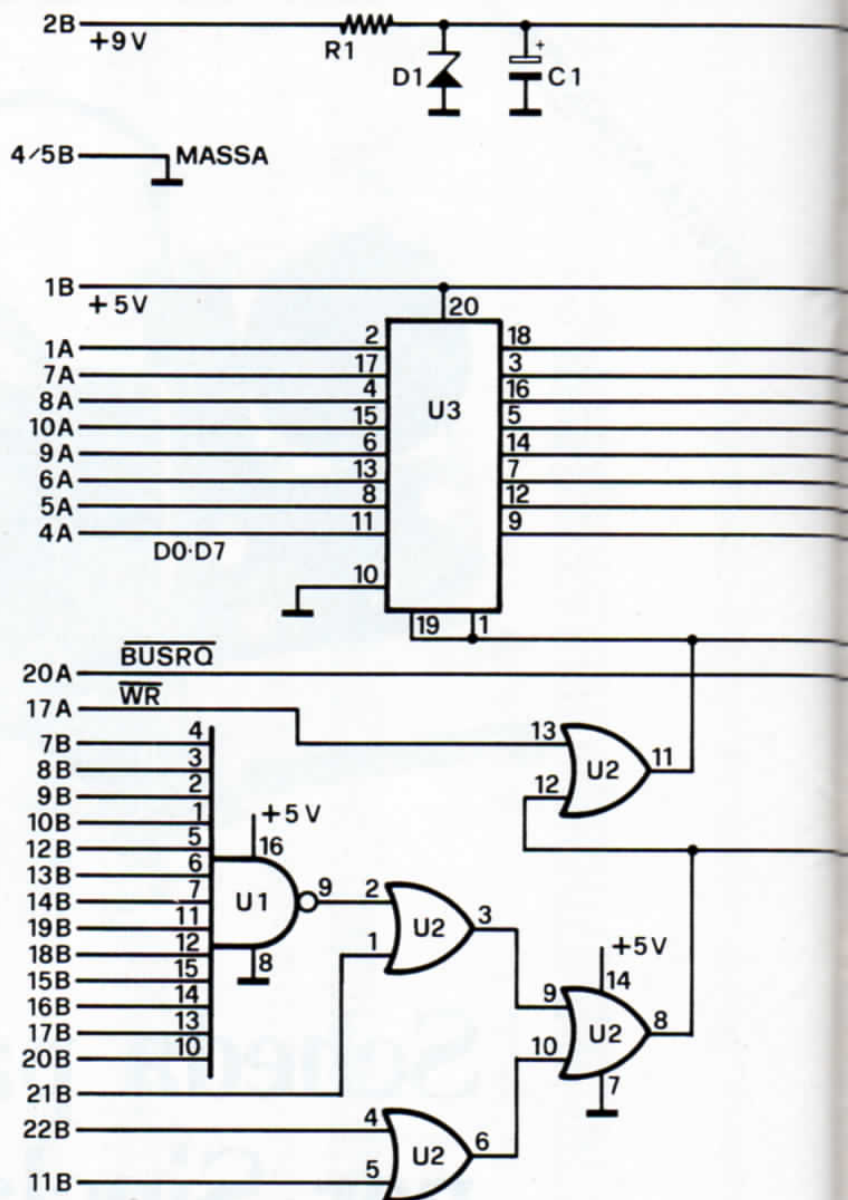 2B
+9V
R1
D1
+
C1
4/5B
MASSA
1B
+5V
20
1A 2 18
7A 17 3
8A 4 16
U3
10A 15 5
9A 6 14
6A 13 7
5A 8 12
4A 11 9
D0·D7
10
19 1
BUSRQ
20A
WR
17A
7B 4 13
8B 3 U2 11
9B 2 12
10B 1 +5V
12B 5 16
13B 6
14B 7 U1 9 2
19B 11 U2 3
18B 12 1 +5V
15B 15 8 14
16B 14 9
17B 13 U2 8
20B 10 10
21B 7
22B 4
U2 6
11B 5